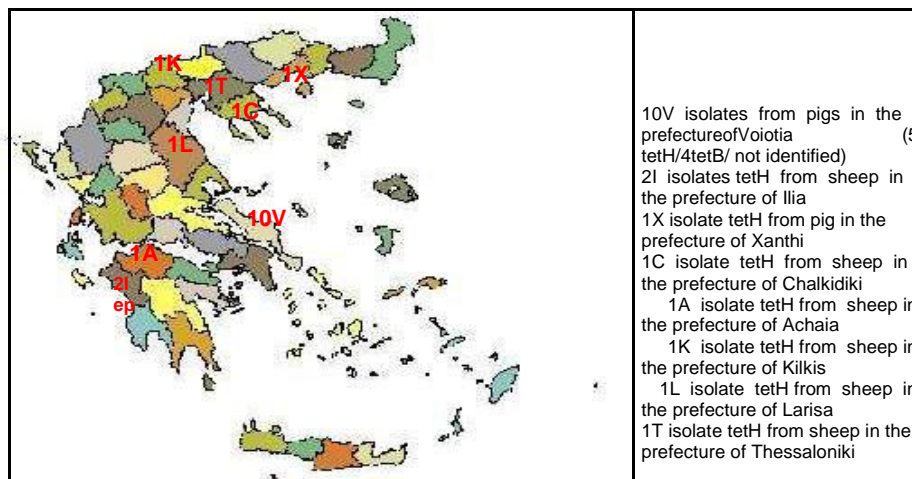 1K
1X
1T
1C
1L
10V
1A
2I
ep
10V isolates from pigs in the
prefectureofVoiotia (5
tetH/4tetB/ not identified)
2I isolates tetH from sheep in
the prefecture of Ilia
1X isolate tetH from pig in the
prefecture of Xanthi
1C isolate tetH from sheep in
the prefecture of Chalkidiki
1A isolate tetH from sheep in
the prefecture of Achaia
1K isolate tetH from sheep in
the prefecture of Kilkis
1L isolate tetH from sheep in
the prefecture of Larisa
1T isolate tetH from sheep in the
prefecture of Thessaloniki